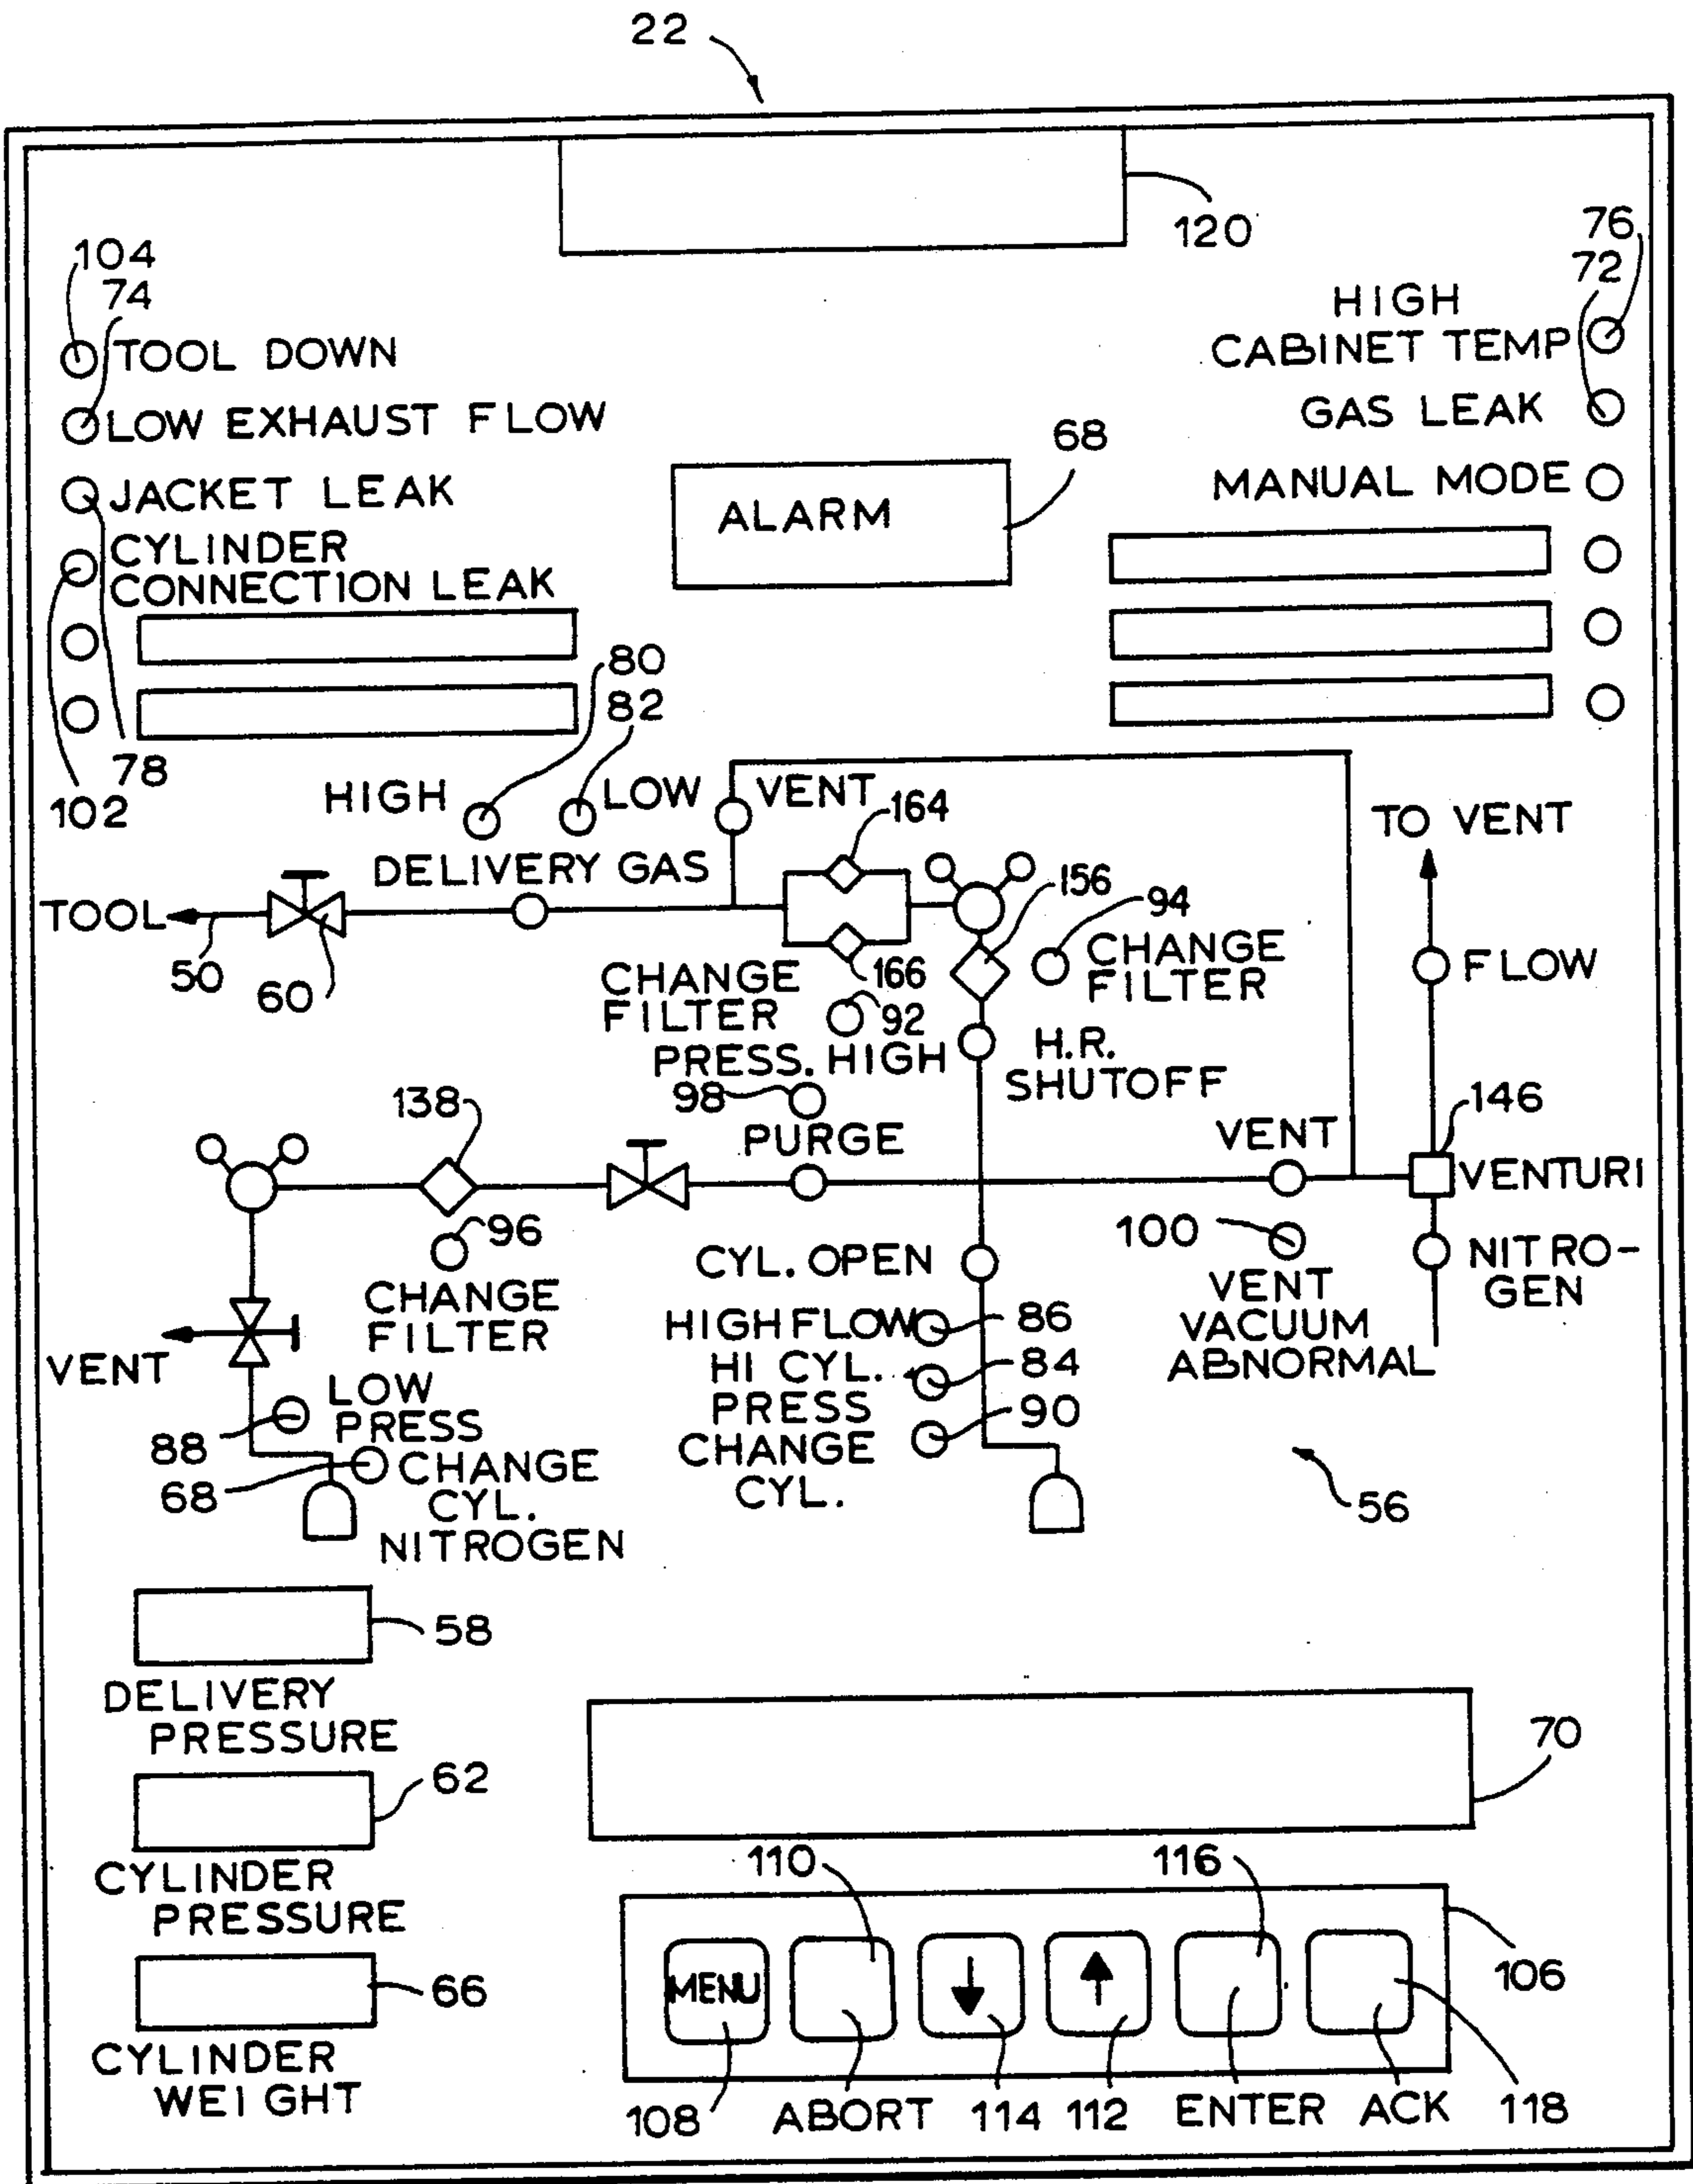 22
120
104
74
76
72
TOOL DOWN
HIGH
CABINET TEMP
LOW EXHAUST FLOW
GAS LEAK
68
JACKET LEAK
ALARM
MANUAL MODE
CYLINDER
CONNECTION LEAK
80
82
78
102
HIGH
LOW
VENT
164
TO VENT
DELIVERY GAS
156
94
TOOL
50
60
CHANGE
FILTER
166
92
CHANGE
FILTER
FLOW
PRESS. HIGH
H.R.
SHUTOFF
138
98
146
PURGE
VENT
VENTURI
96
100
CYL. OPEN
NITRO-
GEN
CHANGE
FILTER
VENT
VACUUM
ABNORMAL
HIGH FLOW
86
HI CYL.
PRESS
84
VENT
LOW
PRESS
88
90
CHANGE
CYL.
68
CHANGE
CYL.
NITROGEN
56
58
DELIVERY
PRESSURE
70
62
CYLINDER
PRESSURE
110
116
MENU
106
66
CYLINDER
WEIGHT
108
ABORT
114
112
ENTER
ACK
118